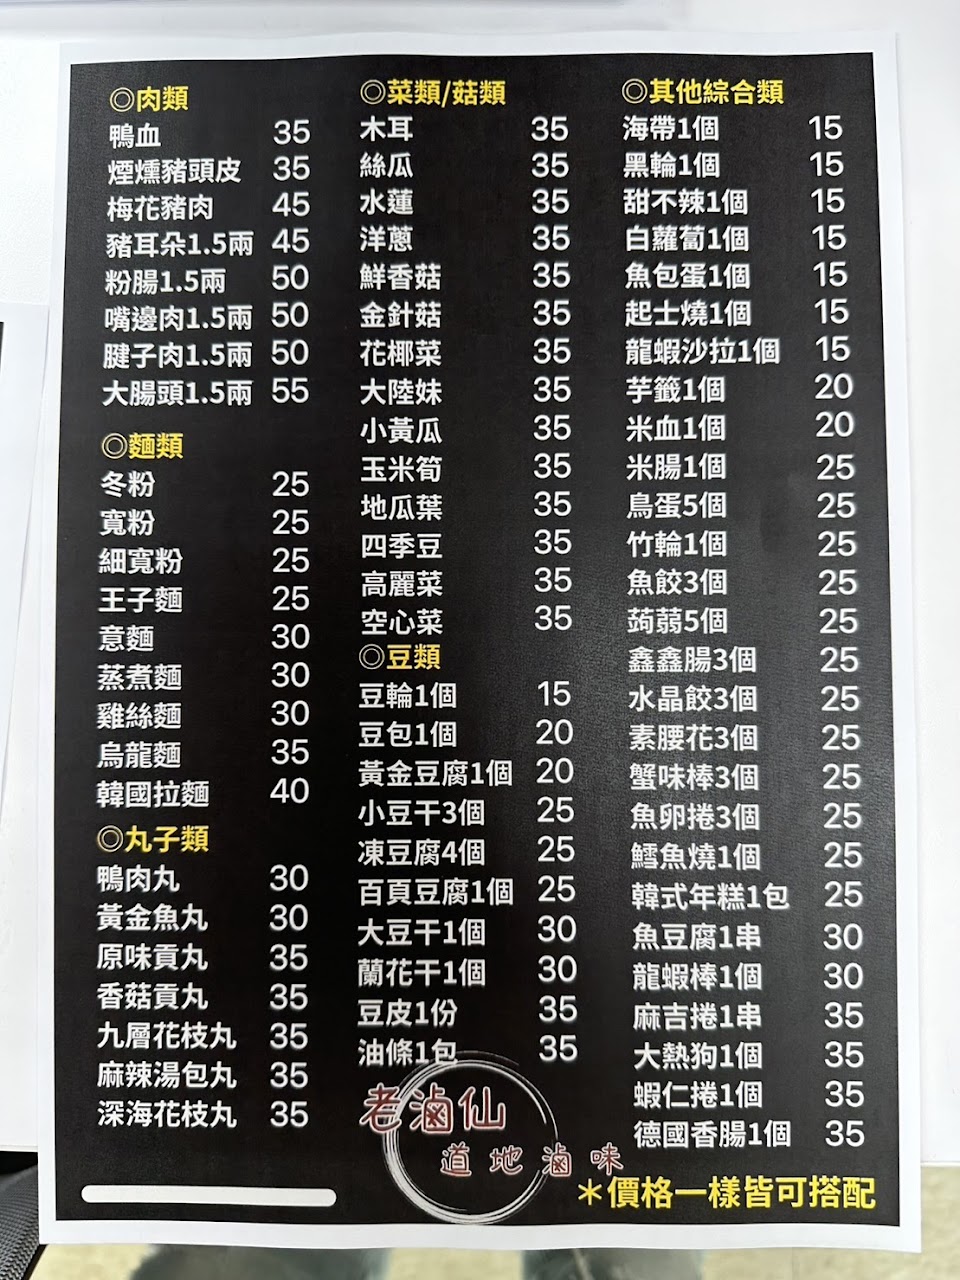 ◎肉類
鴨血 35
煙燻豬頭皮 35
梅花豬肉 45
豬耳朵1.5兩 45
粉腸1.5兩 50
嘴邊肉1.5兩 50
腱子肉1.5兩 50
大腸頭1.5兩 55
◎麵類
冬粉 25
寬粉 25
細寬粉 25
王子麵 25
意麵 30
蒸煮麵 30
雞絲麵 30
烏龍麵 35
韓國拉麵 40
◎丸子類
鴨肉丸 30
黃金魚丸 30
原味貢丸 35
香菇貢丸 35
九層花枝丸 35
麻辣湯包丸 35
深海花枝丸 35
◎菜類/菇類
木耳 35
絲瓜 35
水蓮 35
洋蔥 35
鮮香菇 35
金針菇 35
花椰菜 35
大陸妹 35
小黃瓜 35
玉米筍 35
地瓜葉 35
四季豆 35
高麗菜 35
空心菜 35
◎豆類
豆輪1個 15
豆包1個 20
黃金豆腐1個 20
小豆干3個 25
凍豆腐4個 25
百頁豆腐1個 25
大豆干1個 30
蘭花干1個 30
豆皮1份 35
油條1包 35
◎其他綜合類
海帶1個 15
黑輪1個 15
甜不辣1個 15
白蘿蔔1個 15
魚包蛋1個 15
起士燒1個 15
龍蝦沙拉1個 15
芋籤1個 20
米血1個 20
米腸1個 25
鳥蛋5個 25
竹輪1個 25
魚餃3個 25
蒟蒻5個 25
鑫鑫腸3個 25
水晶餃3個 25
素腰花3個 25
蟹味棒3個 25
魚卵捲3個 25
鱈魚燒1個 25
韓式年糕1包 25
魚豆腐1串 30
龍蝦棒1個 30
麻吉捲1串 35
大熱狗1個 35
蝦仁捲1個 35
德國香腸1個 35
老滷仙
道地滷味
＊價格一樣皆可搭配